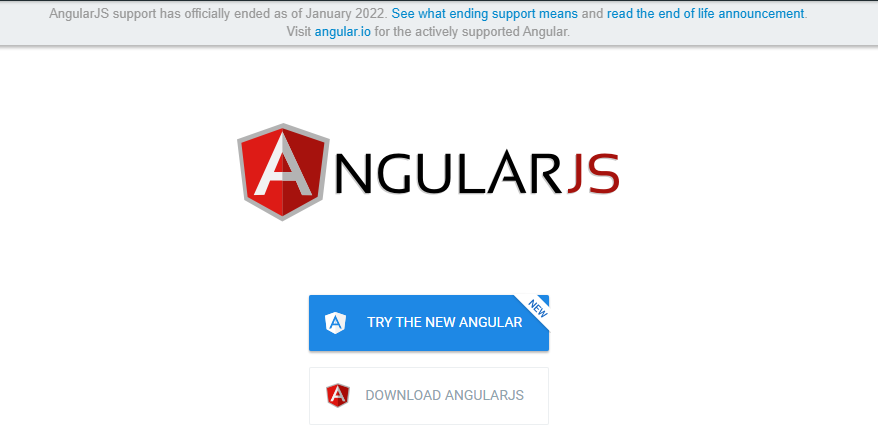 AngularJS support has officially ended as of January 2022. See what ending support means and read the end of life announcement.
Visit angular.io for the actively supported Angular.
ANGULARJS
NEW
TRY THE NEW ANGULAR
DOWNLOAD ANGULARJS